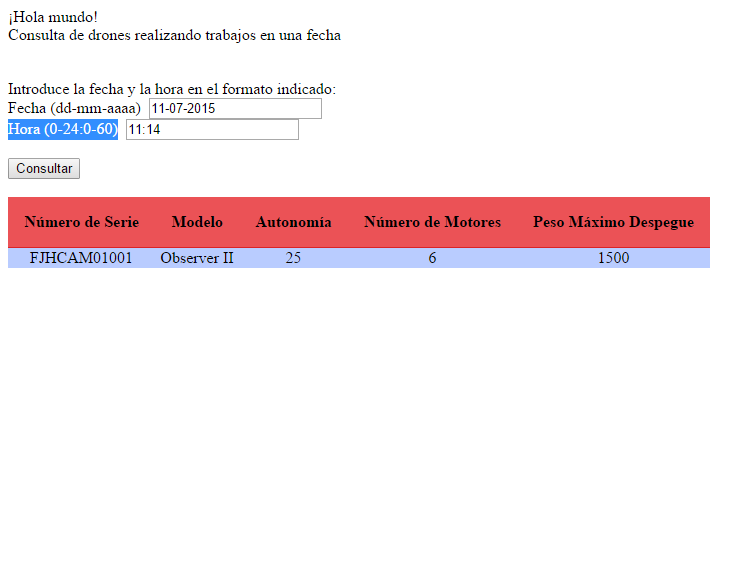 ¡Hola mundo!
Consulta de drones realizando trabajos en una fecha
Introduce la fecha y la hora en el formato indicado:
Fecha (dd-mm-aaaa) 11-07-2015
Hora (0-24:0-60) 11:14
Consultar
Número de Serie Modelo Autonomía Número de Motores Peso Máximo Despegue
FJHCAM01001 Observer II 25 6 1500